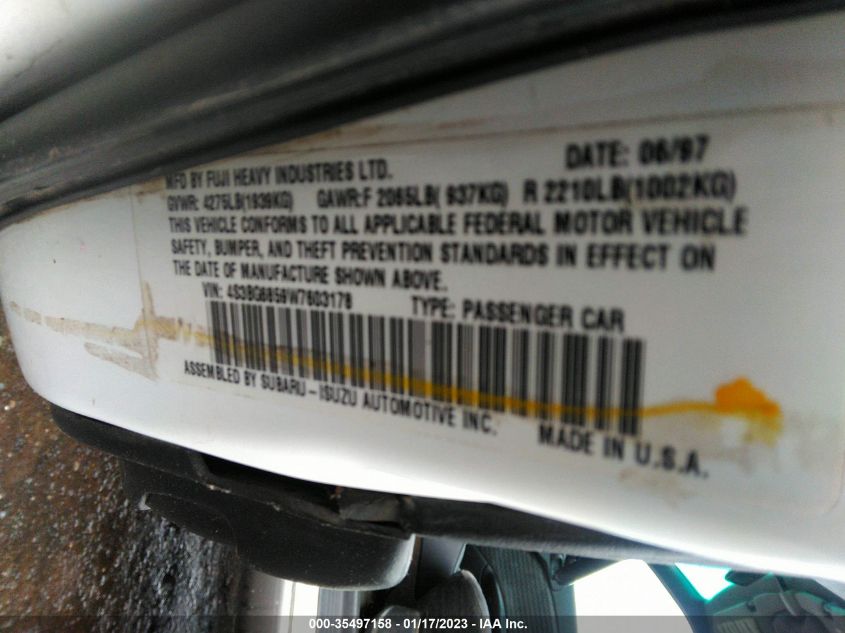 DATE: 06/97
MFD BY FUJI HEAVY INDUSTRIES LTD.
GVWR: 4275LB(1939KG) GAWR:F 2065LB( 937KG) R 2210LB(1002KG)
THIS VEHICLE CONFORMS TO ALL APPLICABLE FEDERAL MOTOR VEHICLE
SAFETY, BUMPER, AND THEFT PREVENTION STANDARDS IN EFFECT ON
THE DATE OF MANUFACTURE SHOWN ABOVE.
VIN: 4S3BG6859W7603178 TYPE: PASSENGER CAR
ASSEMBLED BY SUBARU-ISUZU AUTOMOTIVE INC.
MADE IN U.S.A.
000-35497158 - 01/17/2023 - IAA Inc.